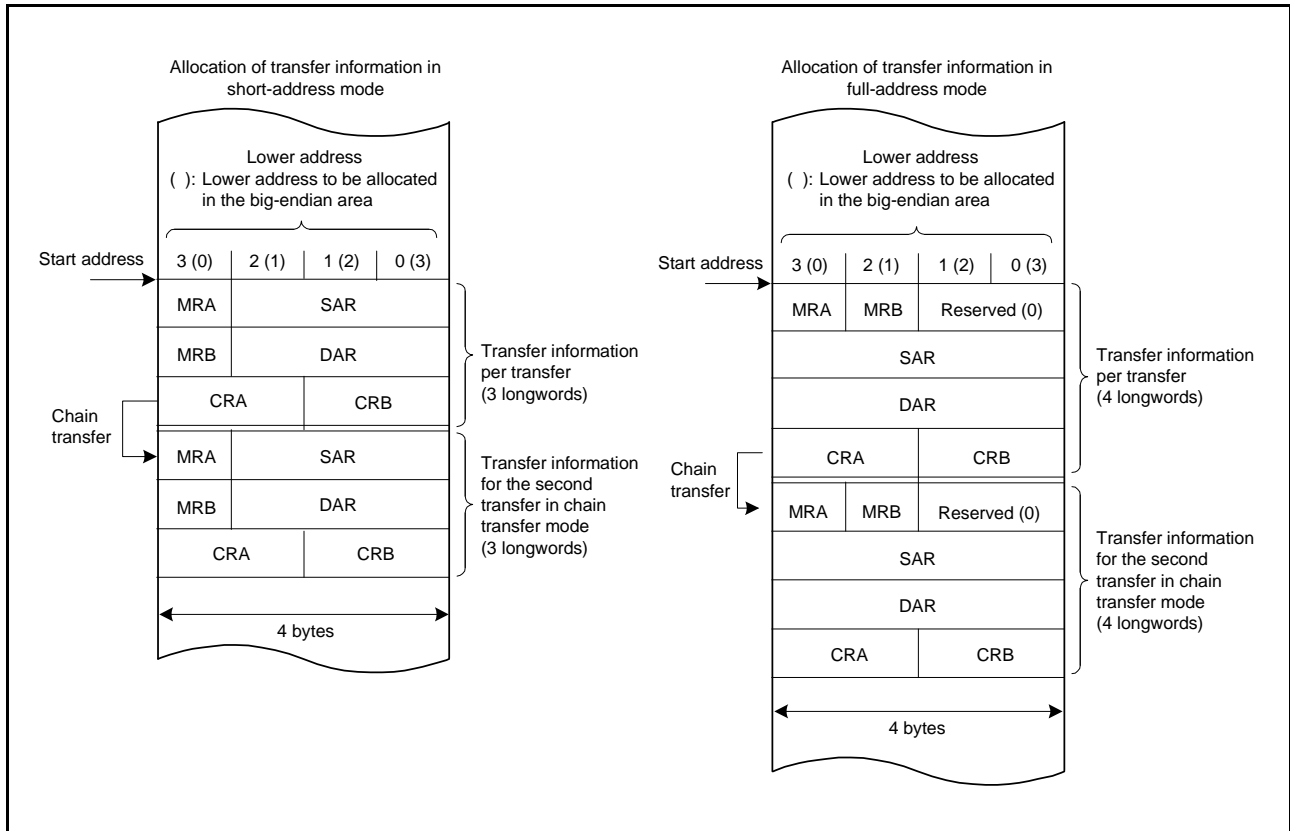 Allocation of transfer information in
short-address mode
Lower address
( ): Lower address to be allocated
in the big-endian area
Start address
3 (0) 2 (1) 1 (2) 0 (3)
MRA SAR
MRB DAR
CRA CRB
Transfer information
per transfer
(3 longwords)
Chain
transfer
MRA SAR
MRB DAR
CRA CRB
Transfer information
for the second
transfer in chain
transfer mode
(3 longwords)
4 bytes
Allocation of transfer information in
full-address mode
Lower address
( ): Lower address to be allocated
in the big-endian area
Start address
3 (0) 2 (1) 1 (2) 0 (3)
MRA MRB Reserved (0)
SAR
DAR
CRA CRB
Transfer information
per transfer
(4 longwords)
Chain
transfer
MRA MRB Reserved (0)
SAR
DAR
CRA CRB
Transfer information
for the second
transfer in chain
transfer mode
(4 longwords)
4 bytes